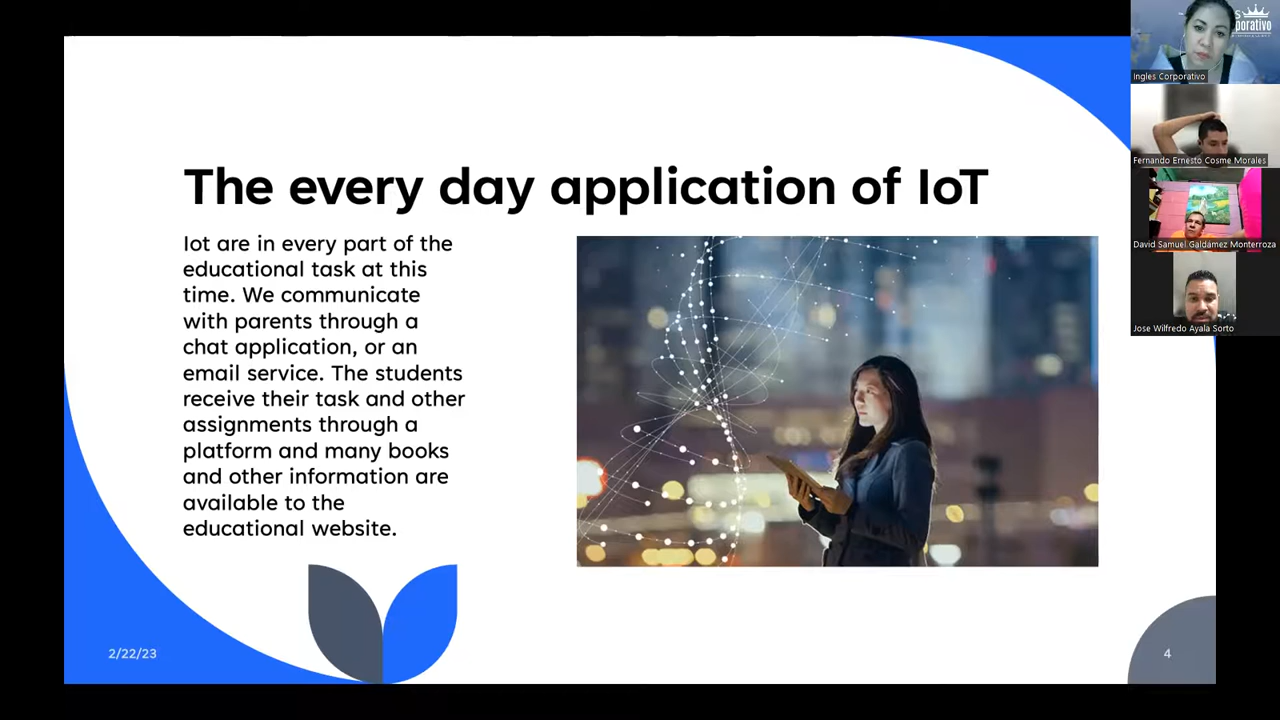 The every day application of IoT
Iot are in every part of the
educational task at this
time. We communicate
with parents through a
chat application, or an
email service. The students
receive their task and other
assignments through a
platform and many books
and other information are
available to the
educational website.
2/22/23
4
Ingles Corporativo
Fernando Ernesto Cosme Morales
David Samuel Galdámez Monterroza
Jose Wilfredo Ayala Sorto